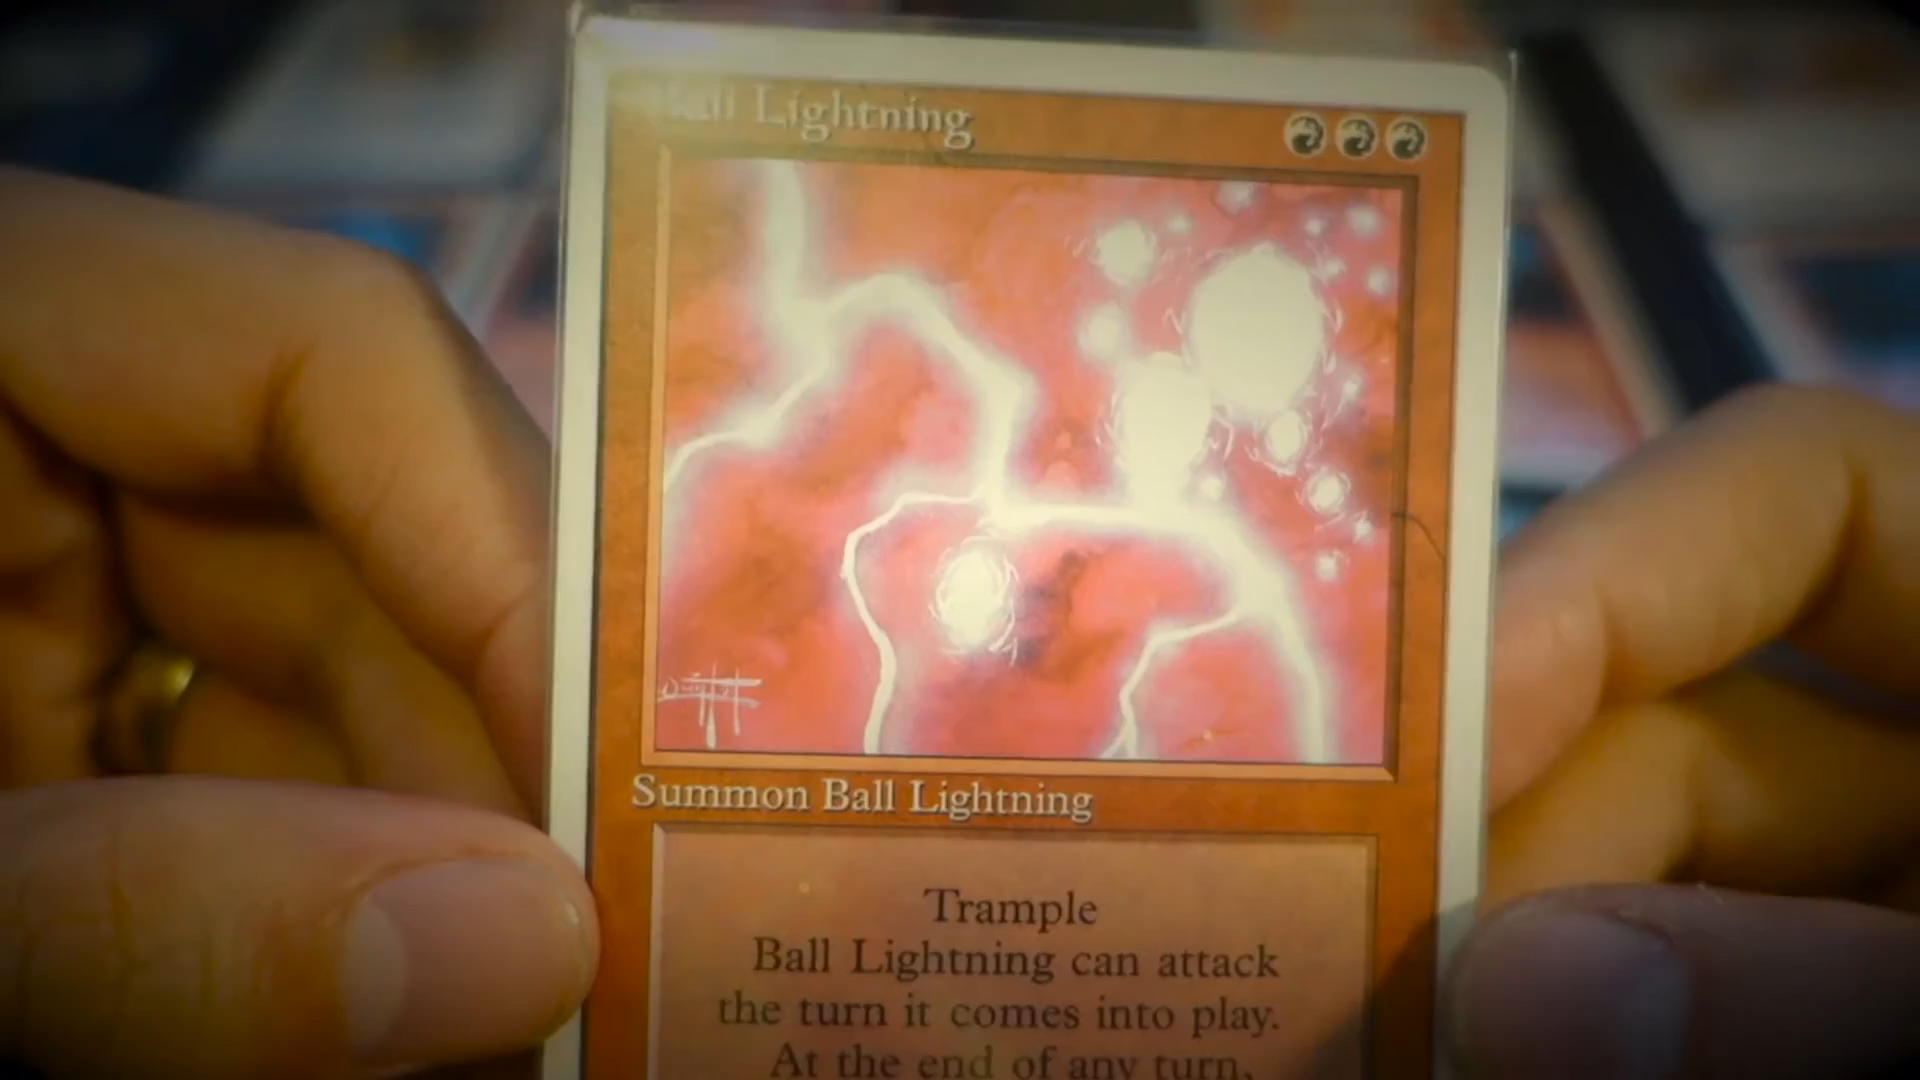 Ball Lightning
Summon Ball Lightning
Trample
Ball Lightning can attack
the turn it comes into play.
At the end of any turn,